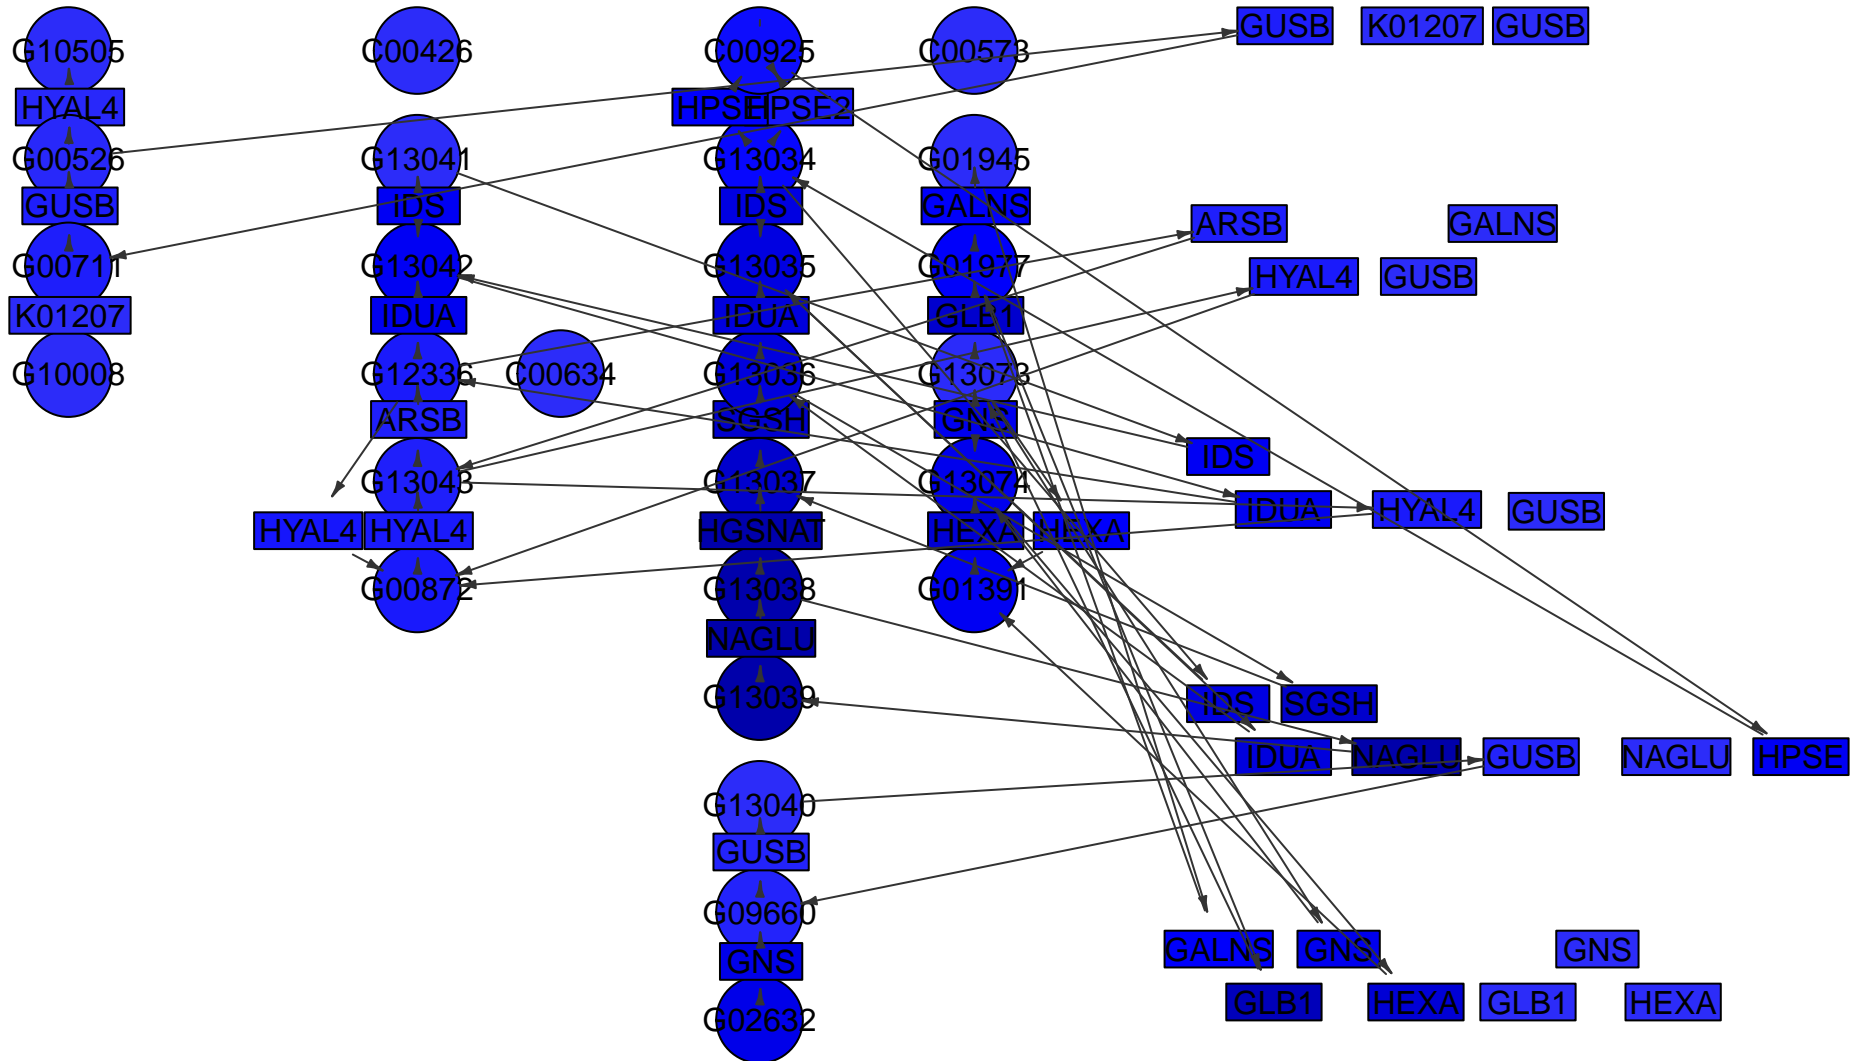 G10505 C00426 C00925 C00573 GUSB K01207 GUSB
HYAL4 HPSE HPSE2
G00526 G13041 G13034 G01945
GUSB IDS IDS GALNS ARSB GALNS
G00711 G13042 G13035 G01977 HYAL4 GUSB
K01207 IDUA IDUA GLB1
G10008 G12336 C00634 G13036 G13073
ARSB SGSH GNS IDS
G13043 G13037 G13074 IDUA HYAL4 GUSB
HYAL4 HYAL4 HGSNAT HEXA HEXA
G00872 G13038 G01391
NAGLU
G13039 IDS SGSH
IDUA NAGLU GUSB NAGLU HPSE
G13040
GUSB
G09660
GNS GALNS GNS GNS
G02632 GLB1 HEXA GLB1 HEXA